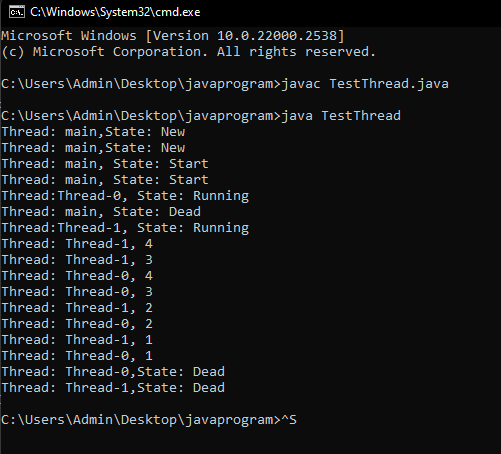 C:\Windows\System32\cmd.exe
Microsoft Windows [Version 10.0.22000.2538]
(c) Microsoft Corporation. All rights reserved.
C:\Users\Admin\Desktop\javaprogram>javac TestThread.java
C:\Users\Admin\Desktop\javaprogram>java TestThread
Thread: main,State: New
Thread: main,State: New
Thread: main, State: Start
Thread: main, State: Start
Thread:Thread-0, State: Running
Thread: main, State: Dead
Thread:Thread-1, State: Running
Thread: Thread-1, 4
Thread: Thread-1, 3
Thread: Thread-0, 4
Thread: Thread-0, 3
Thread: Thread-1, 2
Thread: Thread-0, 2
Thread: Thread-1, 1
Thread: Thread-0, 1
Thread: Thread-0,State: Dead
Thread: Thread-1,State: Dead
C:\Users\Admin\Desktop\javaprogram>^S